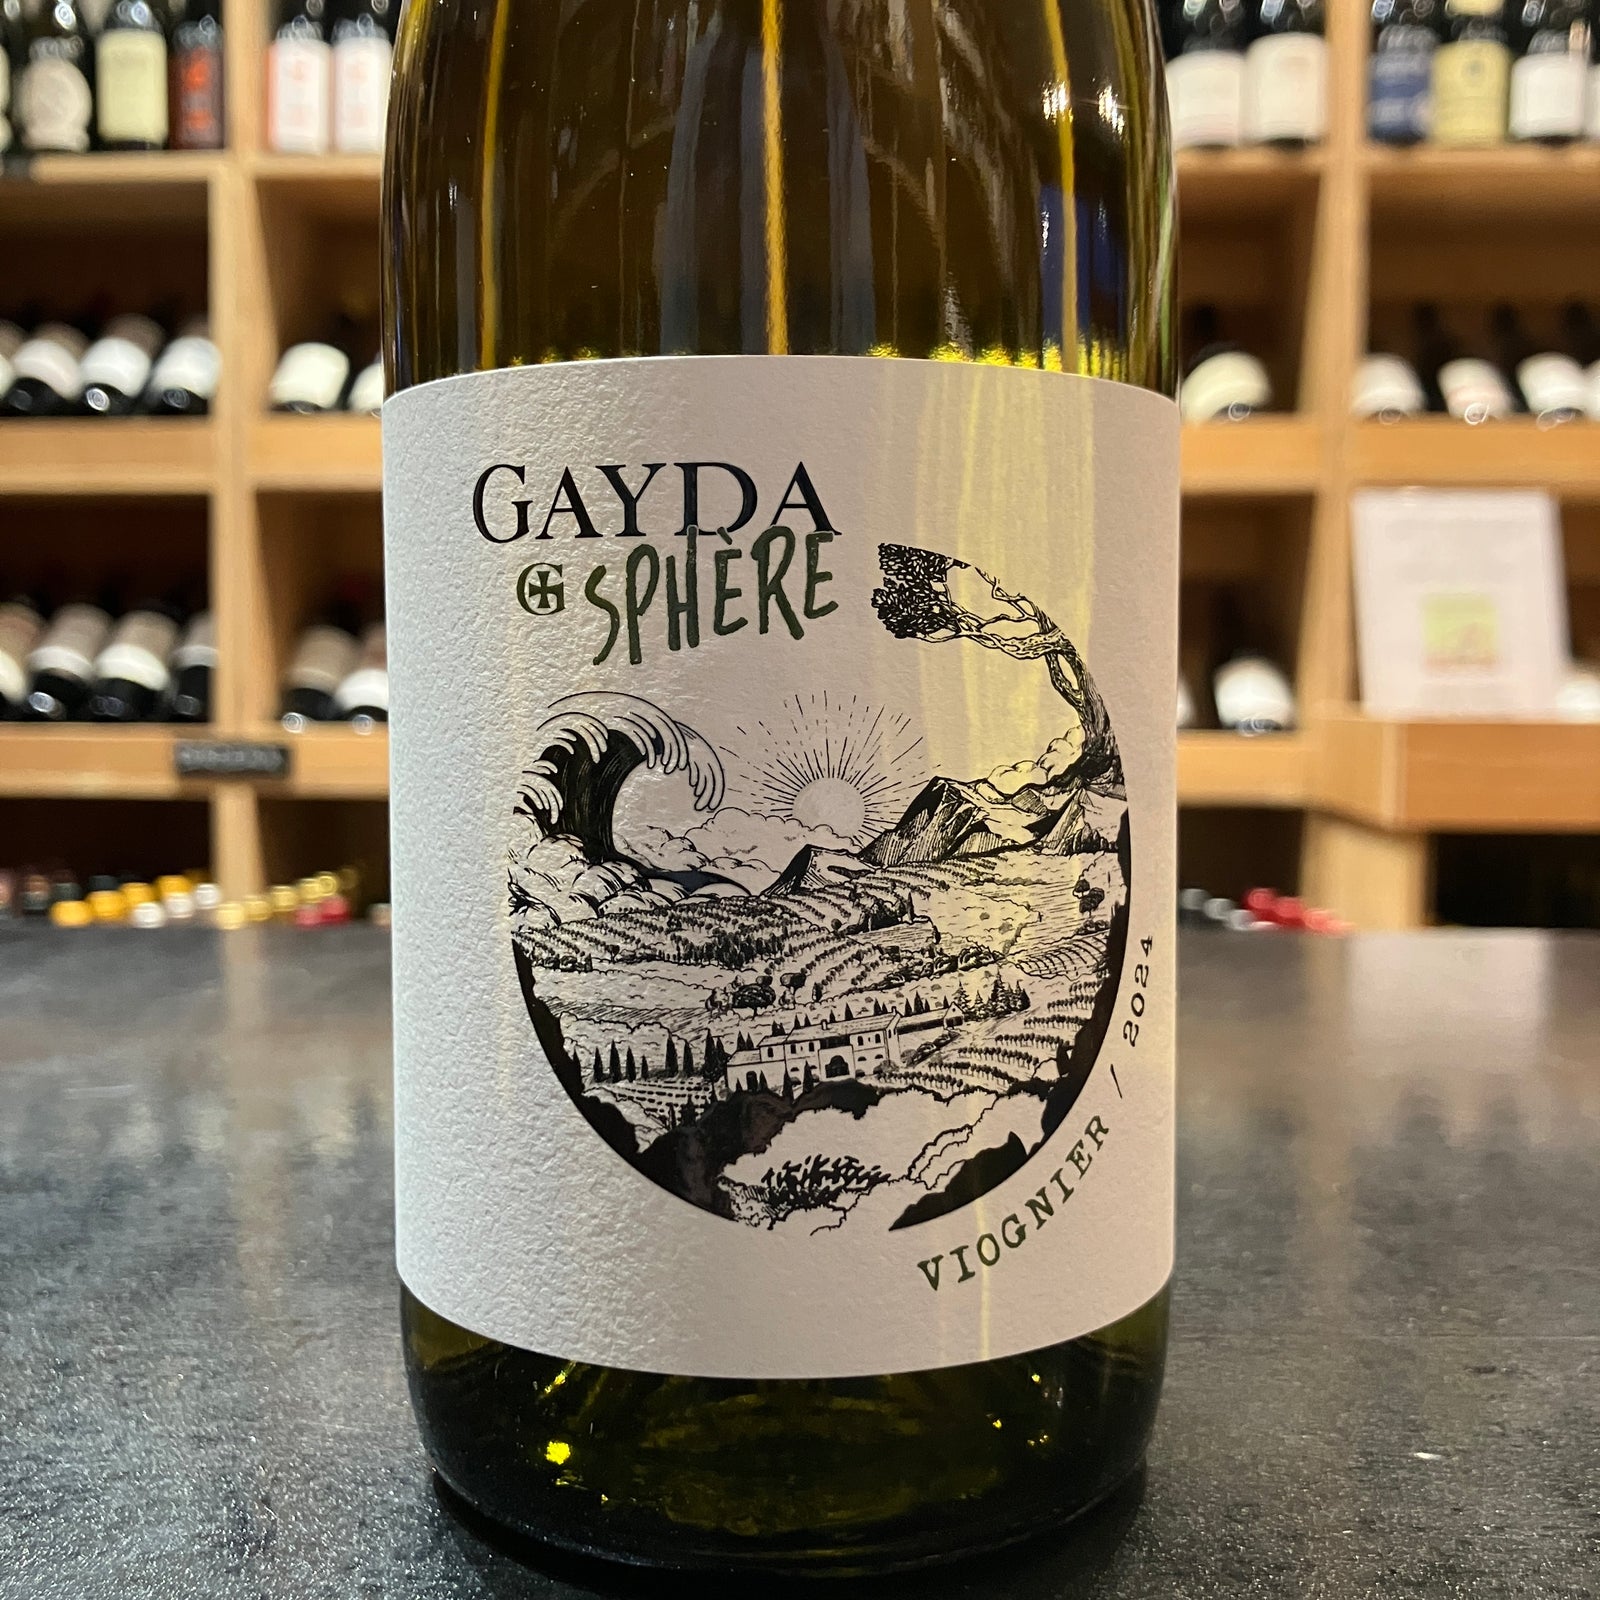 GAYDA
G SPHÈRE
VIOGNIER / 2024